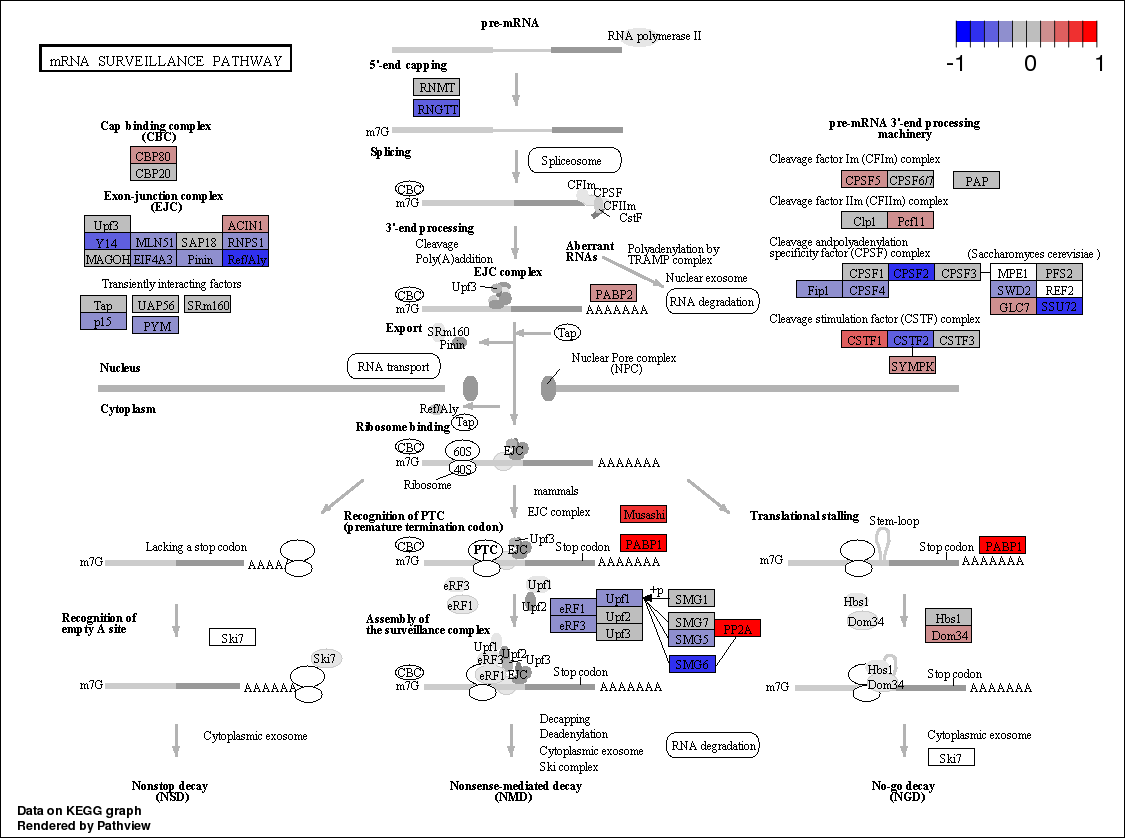 pre-mRNA
RNA polymerase II
-1 0 1
mRNA SURVEILLANCE PATHWAY
5'-end capping
RNMT
RNGTT
m7G
Cap binding complex
(CBC)
CBP80
CBP20
Exon-junction complex
(EJC)
Upf3 ACIN1
Y14 MLN51 SAP18 RNPS1
MAGOH EIF4A3 Pinin Ref/Aly
Transiently interacting factors
Tap UAP56 SRm160
p15 PYM
Splicing
Spliceosome
CBC
m7G
CFIm
CPSF
CFIIm
CstF
3'-end processing
Cleavage
Poly(A)addition
Aberrant
RNAs
Polyadenylation by
TRAMP complex
Nuclear exosome
RNA degradation
EJC complex
Upf3
CBC
m7G
PABP2
AAAAAAA
Export
SRm160
Pinin
Tap
RNA transport
Nuclear Pore complex
(NPC)
pre-mRNA 3'-end processing
machinery
Cleavage factor Im (CFIm) complex
CPSF5 CPSF6/7 PAP
Cleavage factor IIm (CFIIm) complex
Clp1 Pcf11
Cleavage andpolyadenylation
specificity factor (CPSF) complex
(Saccharomyces cerevisiae )
CPSF1 CPSF2 CPSF3 MPE1 PFS2
Fip1 CPSF4 SWD2 REF2
GLC7 SSU72
Cleavage stimulation factor (CSTF) complex
CSTF1 CSTF2 CSTF3
SYMPK
Nucleus
Cytoplasm
Ref/Aly
Tap
Ribosome binding
CBC
m7G
60S
40S
EJC
AAAAAAA
Ribosome
mammals
EJC complex
Musashi
Recognition of PTC
(premature termination codon)
CBC
m7G
PTC
EJC
Upf3
Stop codon
PABP1
AAAAAAA
Translational stalling
Stem-loop
Stop codon
PABP1
m7G
AAAAAAA
Lacking a stop codon
m7G
AAAA
eRF3
eRF1
Upf1
Upf2
eRF1
eRF3
Upf1
Upf2
Upf3
+p
SMG1
SMG7
SMG5
SMG6
PP2A
Recognition of
empty A site
Ski7
Ski7
m7G
AAAAAA
Assembly of
the surveillance complex
Upf1
Upf2
eRF3
Upf3
eRF1
EJC
CBC
m7G
Stop codon
AAAAAAA
Hbs1
Dom34
Hbs1
Dom34
Hbs1
Dom34
Stop codon
m7G
AAAAAAA
Cytoplasmic exosome
Decapping
Deadenylation
Cytoplasmic exosome
Ski complex
RNA degradation
Cytoplasmic exosome
Ski7
Nonstop decay
(NSD)
Nonsense-mediated decay
(NMD)
No-go decay
(NGD)
Data on KEGG graph
Rendered by Pathview